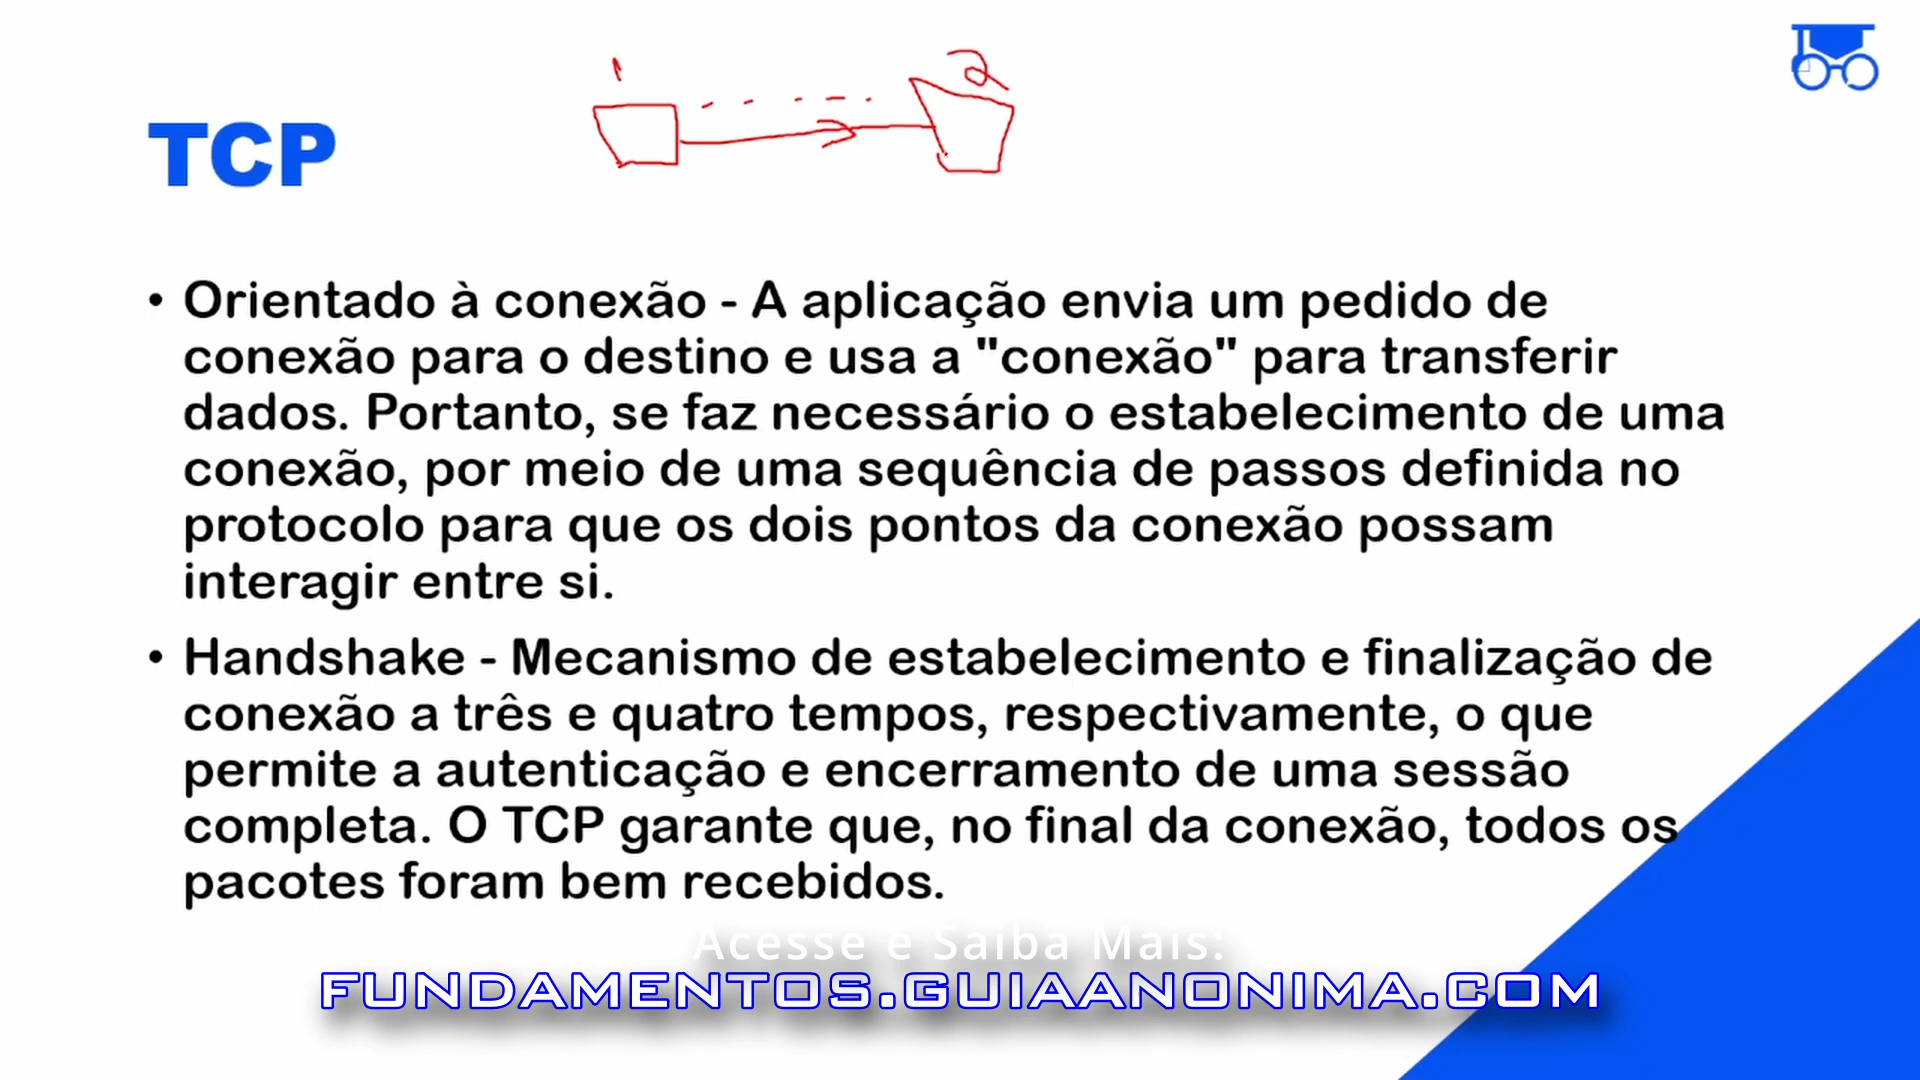 1 2
TCP
• Orientado à conexão - A aplicação envia um pedido de
conexão para o destino e usa a "conexão" para transferir
dados. Portanto, se faz necessário o estabelecimento de uma
conexão, por meio de uma sequência de passos definida no
protocolo para que os dois pontos da conexão possam
interagir entre si.
• Handshake - Mecanismo de estabelecimento e finalização de
conexão a três e quatro tempos, respectivamente, o que
permite a autenticação e encerramento de uma sessão
completa. O TCP garante que, no final da conexão, todos os
pacotes foram bem recebidos.
Acesse e Saiba Mais:
FUNDAMENTOS.GUIAANONIMA.COM